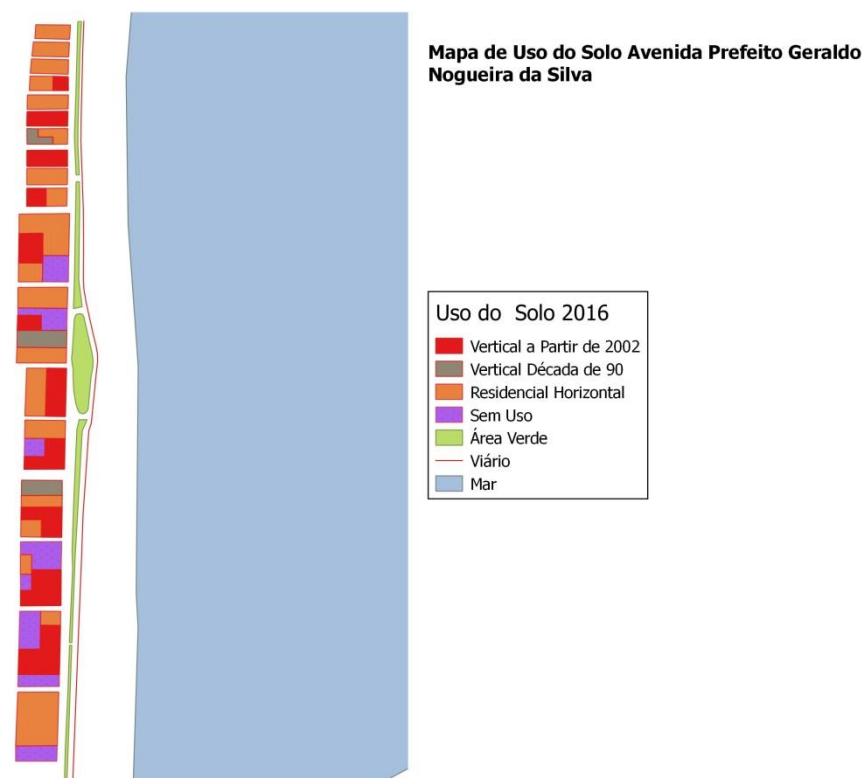 Mapa de Uso do Solo Avenida Prefeito Geraldo
Nogueira da Silva
Uso do Solo 2016
Vertical a Partir de 2002
Vertical Década de 90
Residencial Horizontal
Sem Uso
Área Verde
Viário
Mar